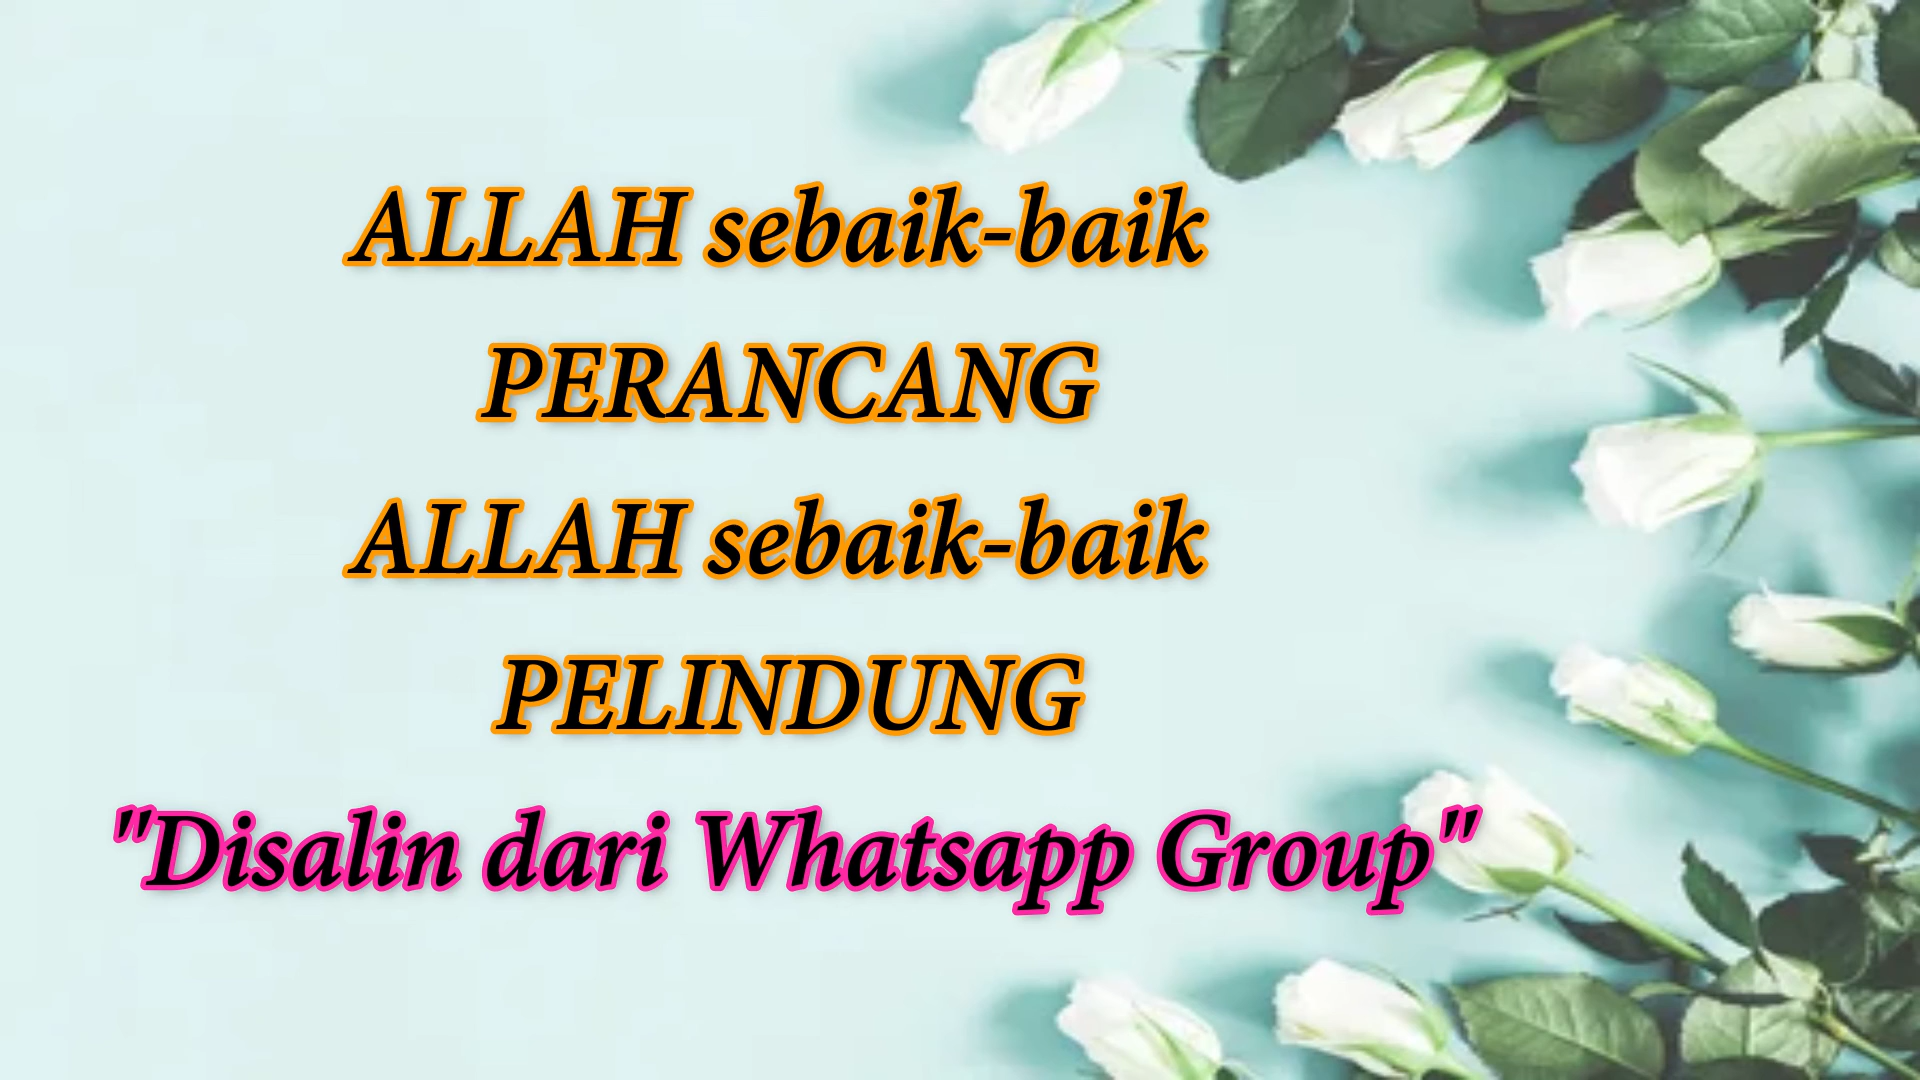 ALLAH sebaik-baik
PERANCANG
ALLAH sebaik-baik
PELINDUNG
"Disalin dari Whatsapp Group"